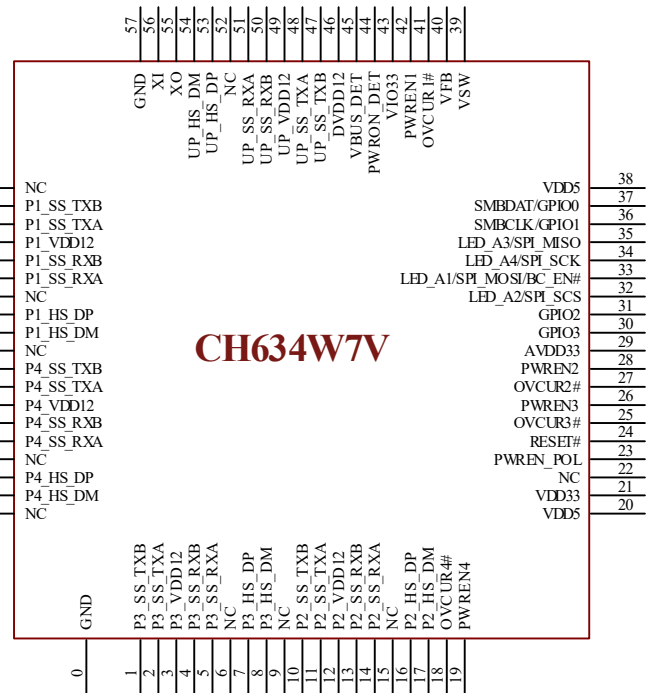 57 GND
56 XI
55 XO
54 UP_HS_DM
53 UP_HS_DP
52 NC
51 UP_SS_RXA
50 UP_SS_RXB
49 UP_VDD12
48 UP_SS_TXA
47 UP_SS_TXB
46 DVDD12
45 VBUS_DET
44 PWRON_DET
43 VIO33
42 PWREN1
41 OVCUR1#
40 VFB
39 VSW
NC
P1_SS_TXB
P1_SS_TXA
P1_VDD12
P1_SS_RXB
P1_SS_RXA
NC
P1_HS_DP
P1_HS_DM
NC
P4_SS_TXB
P4_SS_TXA
P4_VDD12
P4_SS_RXB
P4_SS_RXA
NC
P4_HS_DP
P4_HS_DM
NC
CH634W7V
VDD5 38
SMBDAT/GPIO0 37
SMBCLK/GPIO1 36
LED_A3/SPI_MISO 35
LED_A4/SPI_SCK 34
LED_A1/SPI_MOSI/BC_EN# 33
LED_A2/SPI_SCS 32
GPIO2 31
GPIO3 30
AVDD33 29
PWREN2 28
OVCUR2# 27
PWREN3 26
OVCUR3# 25
RESET# 24
PWREN_POL 23
NC 22
VDD33 21
VDD5 20
GND 0
P3_SS_TXB 1
P3_SS_TXA 2
P3_VDD12 3
P3_SS_RXB 4
P3_SS_RXA 5
NC 6
P3_HS_DP 7
P3_HS_DM 8
NC 9
P2_SS_TXB 10
P2_SS_TXA 11
P2_VDD12 12
P2_SS_RXB 13
P2_SS_RXA 14
NC 15
P2_HS_DP 16
P2_HS_DM 17
OVCUR4# 18
PWREN4 19